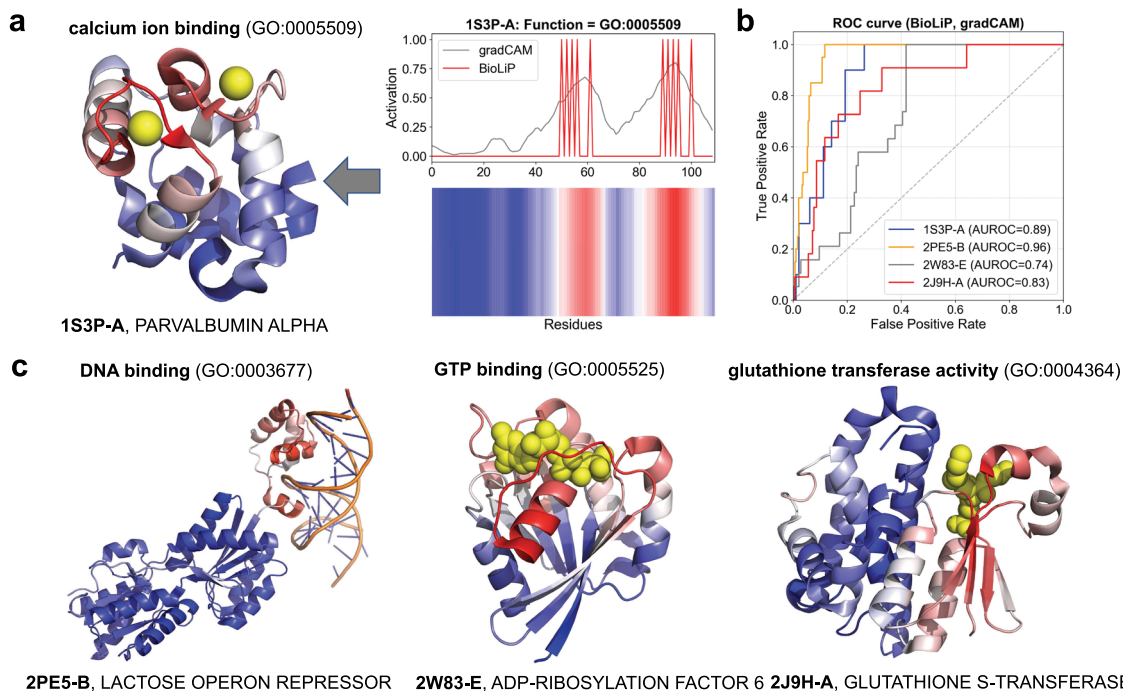 a
calcium ion binding (GO:0005509)
1S3P-A, PARVALBUMIN ALPHA
1S3P-A: Function = GO:0005509
gradCAM
BioLiP
Activation
1.00
0.75
0.50
0.25
0.00
0 20 40 60 80 100
Residues
b
ROC curve (BioLiP, gradCAM)
True Positive Rate
1.0
0.8
0.6
0.4
0.2
0.0
1S3P-A (AUROC=0.89)
2PE5-B (AUROC=0.96)
2W83-E (AUROC=0.74)
2J9H-A (AUROC=0.83)
0.0 0.2 0.4 0.6 0.8 1.0
False Positive Rate
c
DNA binding (GO:0003677)
GTP binding (GO:0005525)
glutathione transferase activity (GO:0004364)
2PE5-B, LACTOSE OPERON REPRESSOR
2W83-E, ADP-RIBOSYLATION FACTOR 6
2J9H-A, GLUTATHIONE S-TRANSFERASE